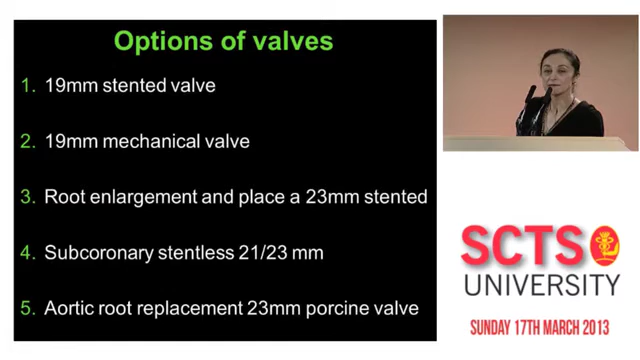 Options of valves
1. 19mm stented valve
2. 19mm mechanical valve
3. Root enlargement and place a 23mm stented
4. Subcoronary stentless 21/23 mm
5. Aortic root replacement 23mm porcine valve
SCTS
UNIVERSITY
SUNDAY 17TH MARCH 2013